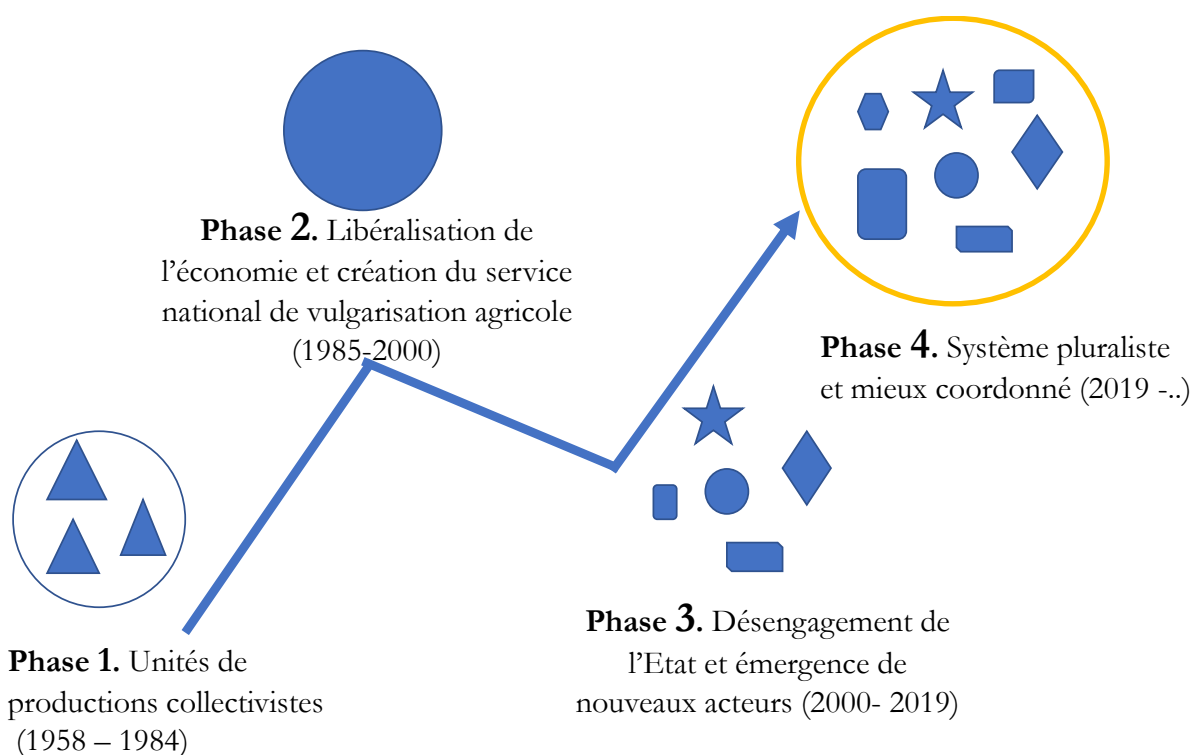 Phase 2. Libéralisation de
l’économie et création du service
national de vulgarisation agricole
(1985-2000)
Phase 4. Système pluraliste
et mieux coordonné (2019 -..)
Phase 3. Désengagement de
l’Etat et émergence de
nouveaux acteurs (2000- 2019)
Phase 1. Unités de
productions collectivistes
(1958 – 1984)